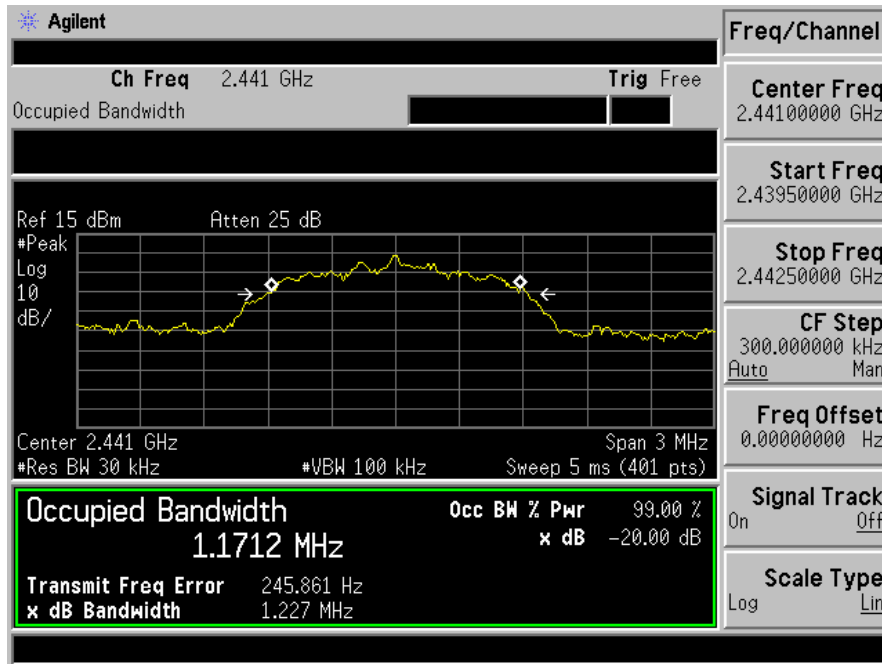 Agilent
Freq/Channel
Ch Freq 2.441 GHz Trig Free
Occupied Bandwidth
Center Freq
2.44100000 GHz
Start Freq
2.43950000 GHz
Ref 15 dBm Atten 25 dB
#Peak
Log
10
dB/
Stop Freq
2.44250000 GHz
CF Step
300.000000 kHz
Auto Man
Freq Offset
0.00000000 Hz
Center 2.441 GHz Span 3 MHz
#Res BW 30 kHz #VBW 100 kHz Sweep 5 ms (401 pts)
Signal Track
On Off
Occupied Bandwidth
1.1712 MHz
Occ BW % Pwr 99.00 %
x dB -20.00 dB
Transmit Freq Error 245.861 Hz
x dB Bandwidth 1.227 MHz
Scale Type
Log Lin